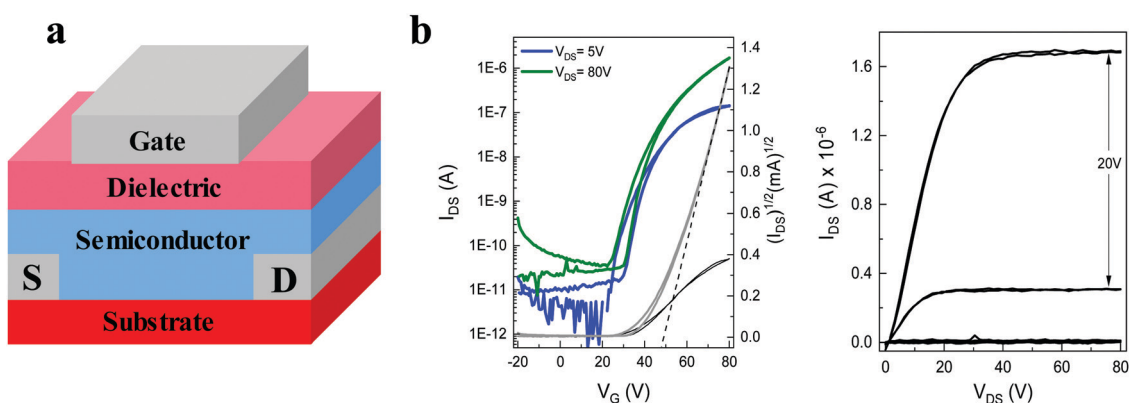 a
Gate
Dielectric
Semiconductor
S
D
Substrate
b
V_DS= 5V
V_DS= 80V
1E-6
1E-7
1E-8
1E-9
1E-10
1E-11
1E-12
I_DS (A)
-20
0
20
40
60
80
V_G (V)
1.4
1.2
1.0
0.8
0.6
0.4
0.2
0.0
(I_DS)^1/2 (mA)^1/2
1.6
1.2
0.8
0.4
0.0
I_DS (A) x 10^-6
20V
0
20
40
60
80
V_DS (V)